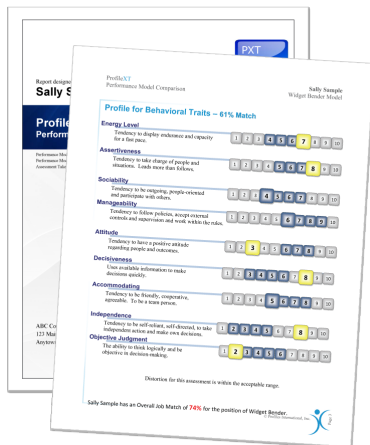 PXT
Report designed
Sally S
Profile
Perform
Performance Mod
Performance Mod
Assessment Taken
ABC Co
123 Main
Anytown
ProfileXT
Performance Model Comparison
Sally Sample
Widget Bender Model
Profile for Behavioral Traits – 61% Match
Energy Level
Tendency to display endurance and capacity
for a fast pace.
1 2 3 4 5 6 7 8 9 10
Assertiveness
Tendency to take charge of people and
situations. Leads more than follows.
1 2 3 4 5 6 7 8 9 10
Sociability
Tendency to be outgoing, people-oriented
and participate with others.
1 2 3 4 5 6 7 8 9 10
Manageability
Tendency to follow policies, accept external
controls and supervision and work within the rules.
1 2 3 4 5 6 7 8 9 10
Attitude
Tendency to have a positive attitude
regarding people and outcomes.
1 2 3 4 5 6 7 8 9 10
Decisiveness
Uses available information to make
decisions quickly.
1 2 3 4 5 6 7 8 9 10
Accommodating
Tendency to be friendly, cooperative,
agreeable. To be a team person.
1 2 3 4 5 6 7 8 9 10
Independence
Tendency to be self-reliant, self-directed, to take
independent action and make own decisions.
1 2 3 4 5 6 7 8 9 10
Objective Judgment
The ability to think logically and be
objective in decision-making.
1 2 3 4 5 6 7 8 9 10
Distortion for this assessment is within the acceptable range.
Sally Sample has an Overall Job Match of 74% for the position of Widget Bender.